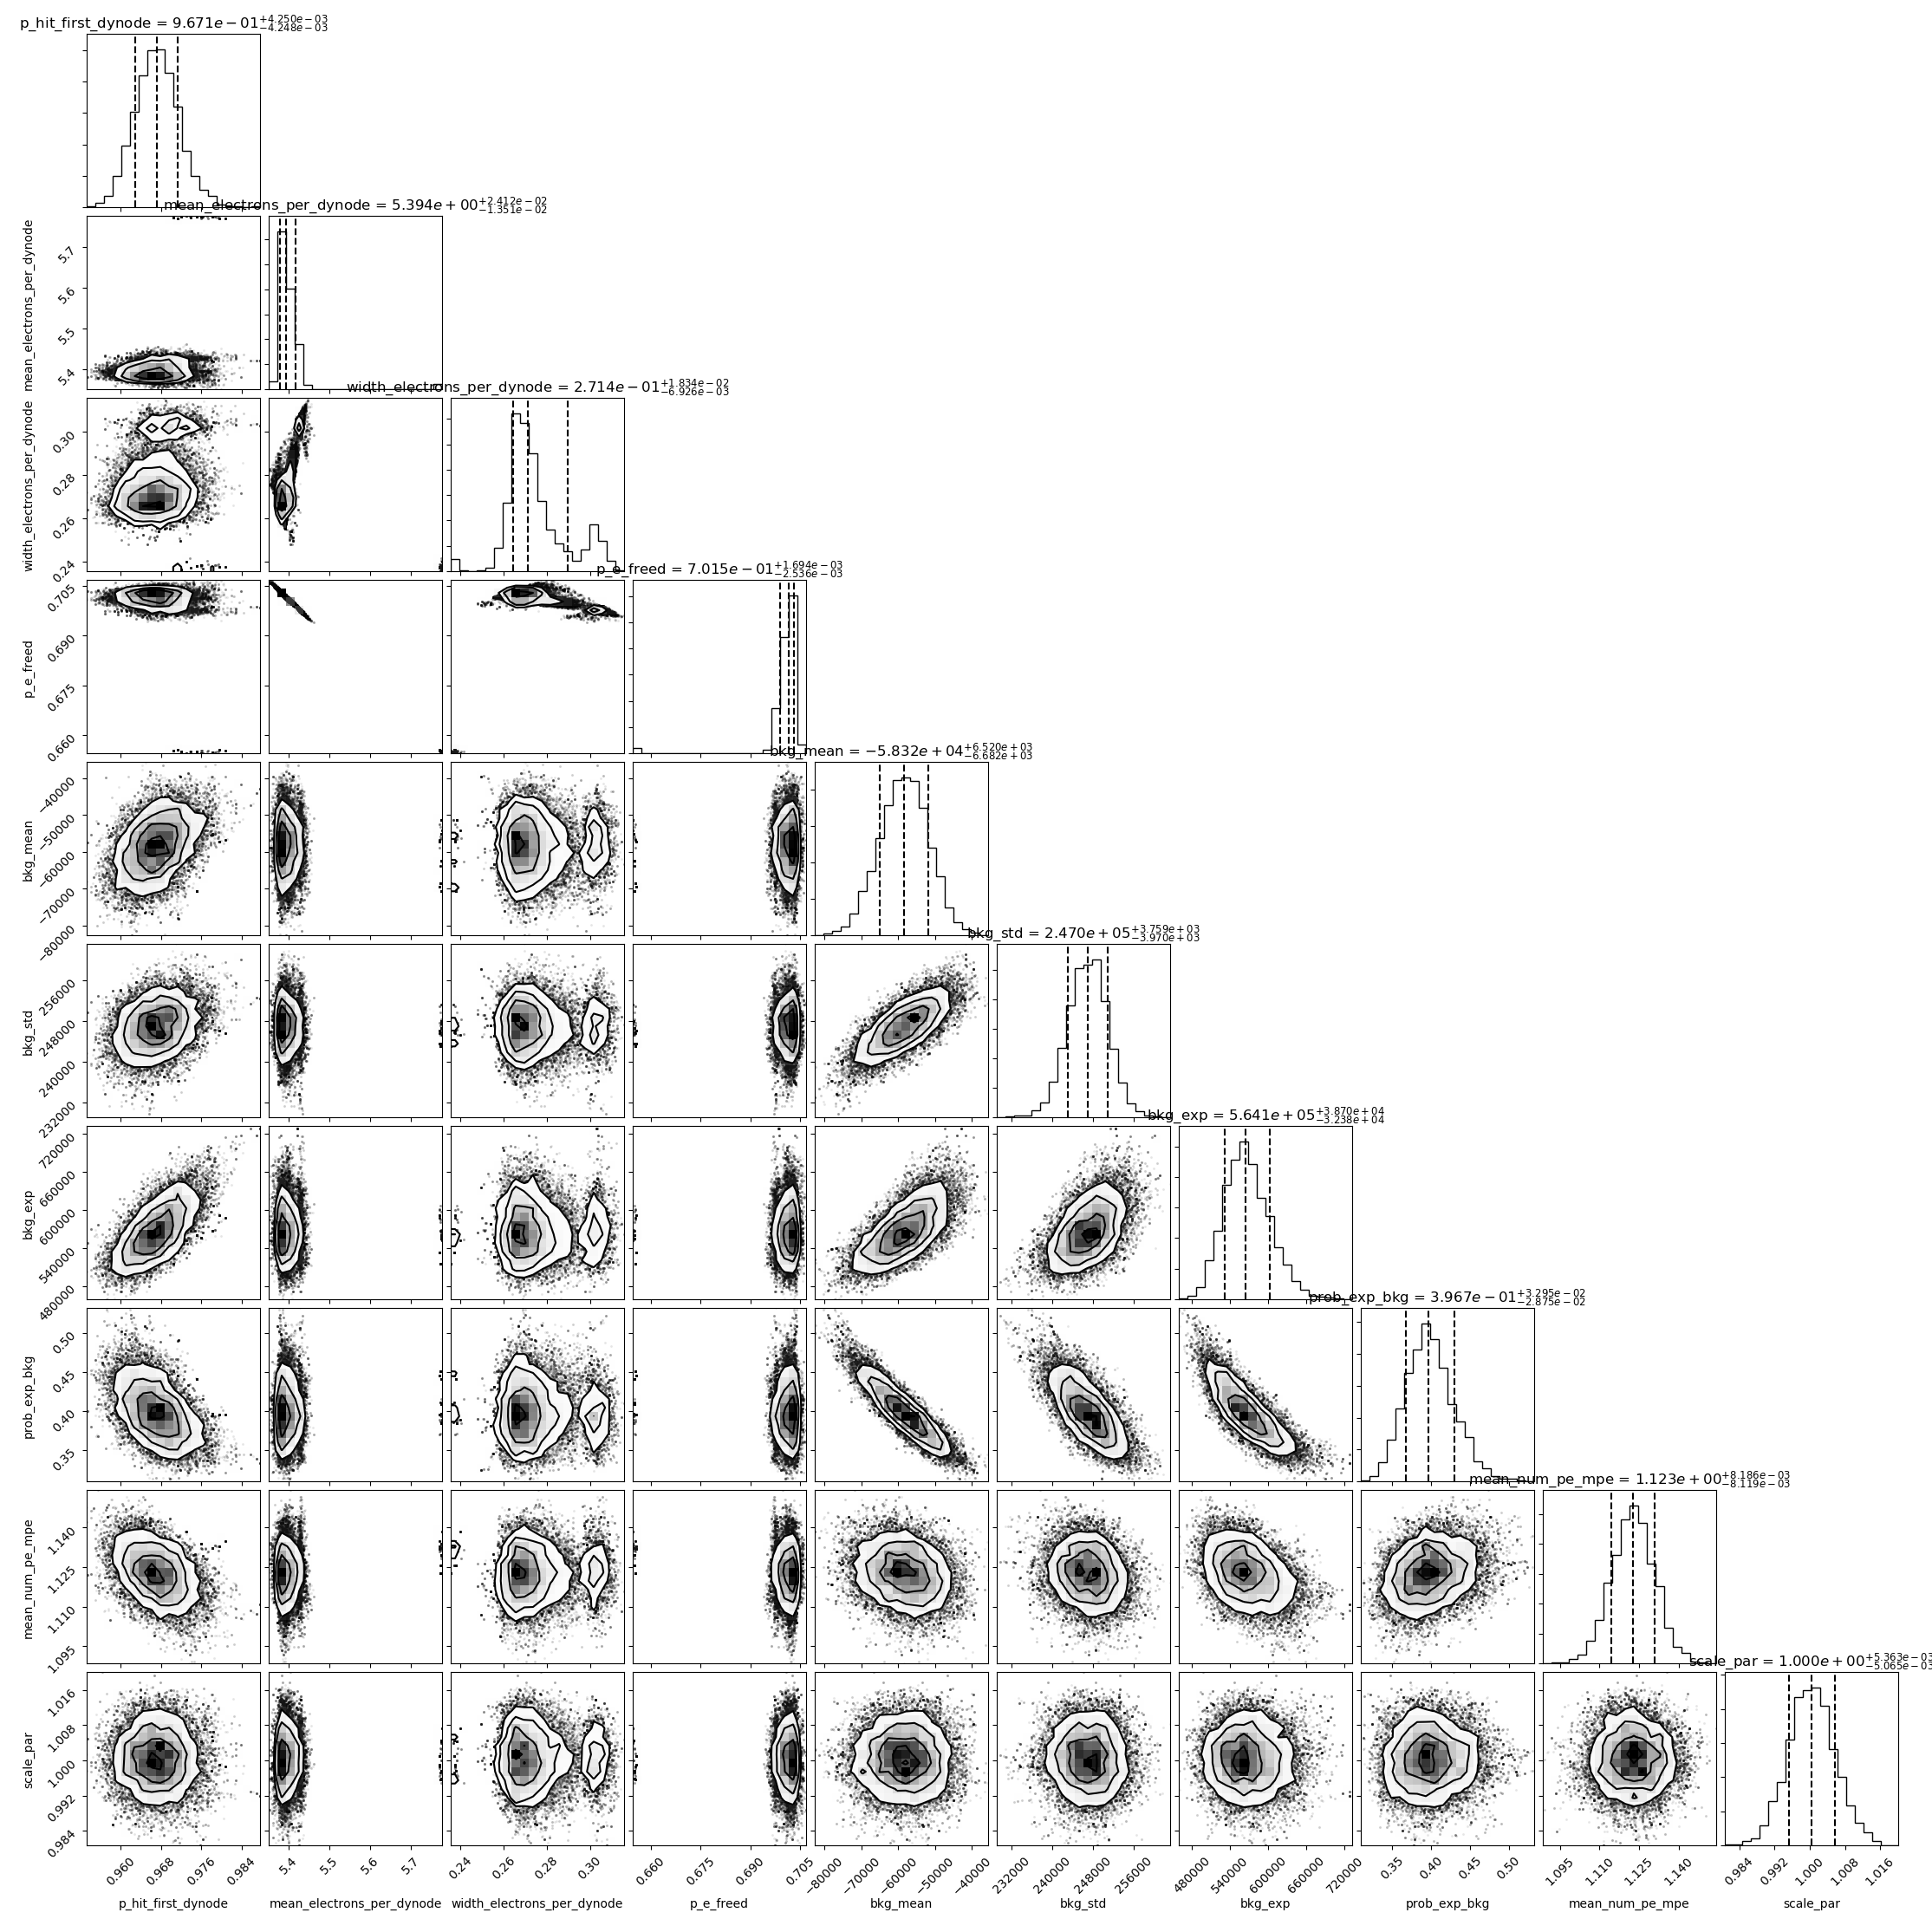 p_hit_first_dynode = 9.671e−01 +4.250e−03 −4.248e−03
mean_electrons_per_dynode = 5.394e+00 +2.412e−02 −1.351e−02
mean_electrons_per_dynode
5.7
5.6
5.5
5.4
width_electrons_per_dynode = 2.714e−01 +1.834e−02 −6.926e−03
width_electrons_per_dynode
0.30
0.28
0.26
0.24
p_e_freed = 7.015e−01 +1.694e−03 −2.536e−03
p_e_freed
0.705
0.690
0.675
0.660
bkg_mean = −5.832e+04 +6.520e+03 −6.682e+03
bkg_mean
−40000
−50000
−60000
−70000
−80000
bkg_std = 2.470e+05 +3.759e+03 −3.970e+03
bkg_std
256000
248000
240000
232000
bkg_exp = 5.641e+05 +3.870e+04 −3.238e+04
bkg_exp
720000
660000
600000
540000
480000
prob_exp_bkg = 3.967e−01 +3.295e−02 −2.875e−02
prob_exp_bkg
0.50
0.45
0.40
0.35
mean_num_pe_mpe = 1.123e+00 +8.186e−03 −8.119e−03
mean_num_pe_mpe
1.140
1.125
1.110
1.095
scale_par = 1.000e+00 +5.363e−03 −5.065e−03
scale_par
1.016
1.008
1.000
0.992
0.984
0.960 0.968 0.976 0.984 5.4 5.5 5.6 5.7 0.24 0.26 0.28 0.30 0.660 0.675 0.690 0.705 −80000 −70000 −60000 −50000 −40000 232000 240000 248000 256000 480000 540000 600000 660000 720000 0.35 0.40 0.45 0.50 1.095 1.110 1.125 1.140 0.984 0.992 1.000 1.008 1.016
p_hit_first_dynode mean_electrons_per_dynode width_electrons_per_dynode p_e_freed bkg_mean bkg_std bkg_exp prob_exp_bkg mean_num_pe_mpe scale_par